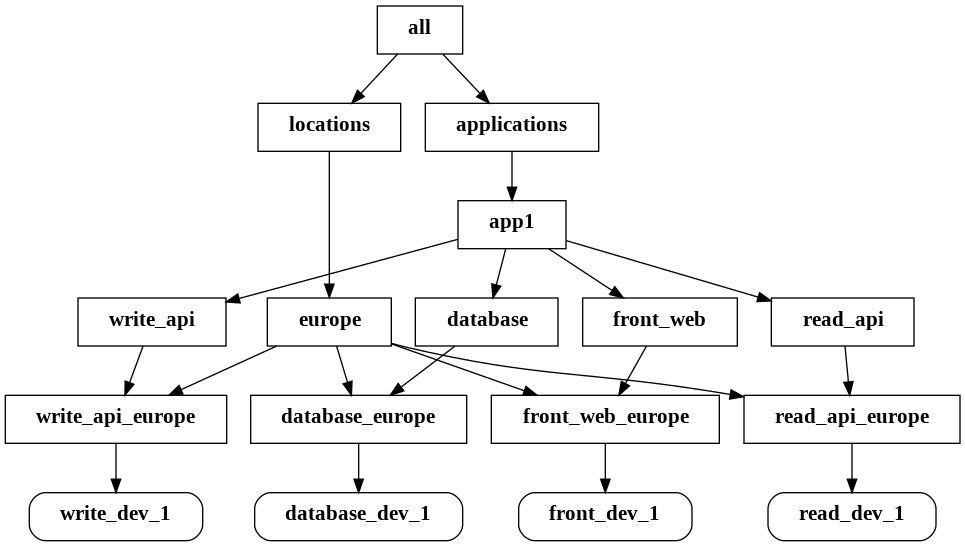 all
locations
applications
app1
write_api
europe
database
front_web
read_api
write_api_europe
database_europe
front_web_europe
read_api_europe
write_dev_1
database_dev_1
front_dev_1
read_dev_1